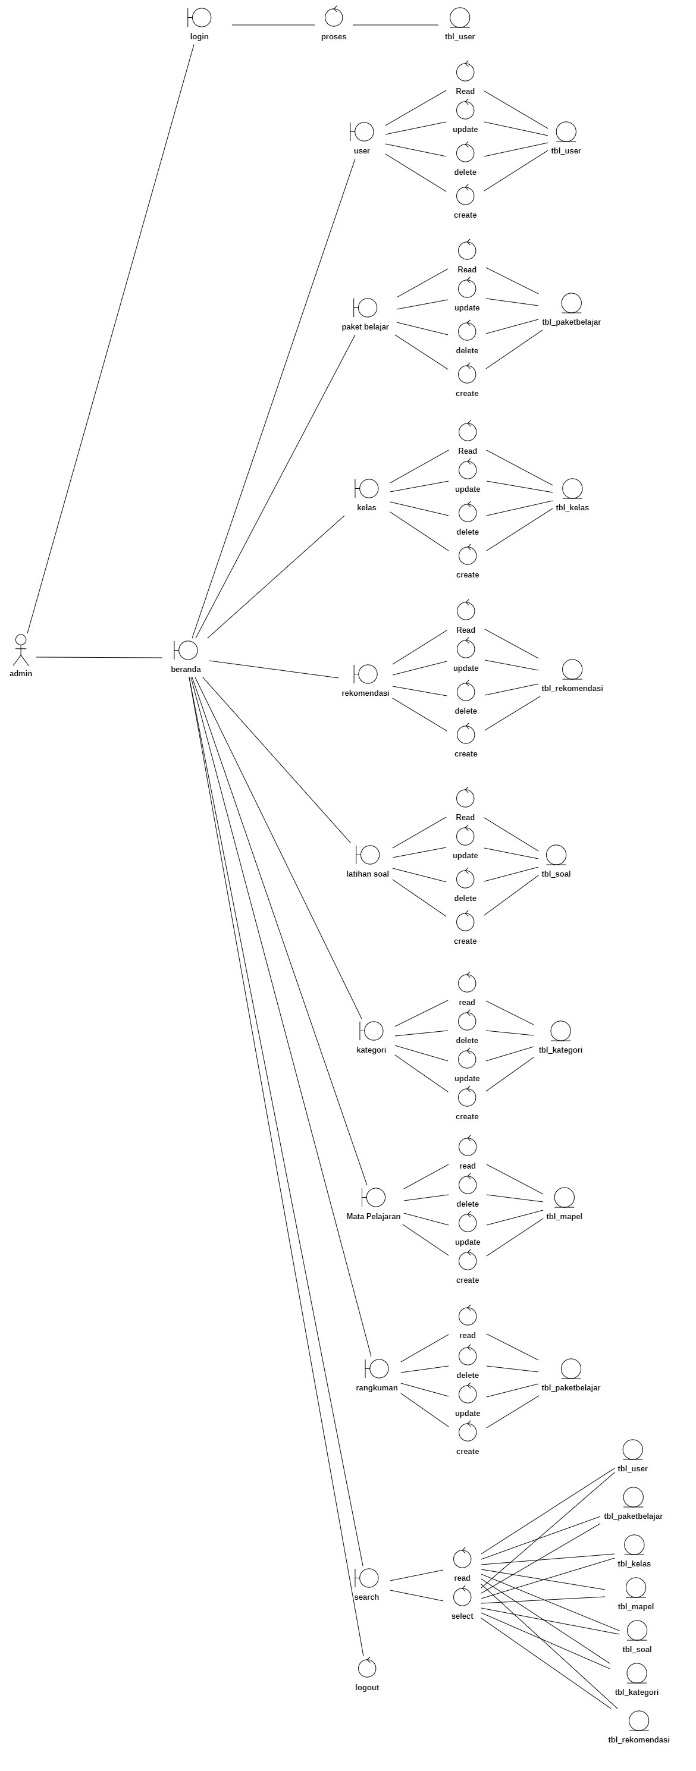 login
proses
tbl_user
Read
update
user
tbl_user
delete
create
Read
update
paket belajar
tbl_paketbelajar
delete
create
Read
update
kelas
tbl_kelas
delete
create
Read
update
admin
beranda
rekomendasi
tbl_rekomendasi
delete
create
Read
update
latihan soal
tbl_soal
delete
create
read
delete
kategori
tbl_kategori
update
create
read
delete
Mata Pelajaran
tbl_mapel
update
create
read
delete
rangkuman
tbl_paketbelajar
update
create
tbl_user
tbl_paketbelajar
tbl_kelas
read
search
tbl_mapel
select
tbl_soal
logout
tbl_kategori
tbl_rekomendasi